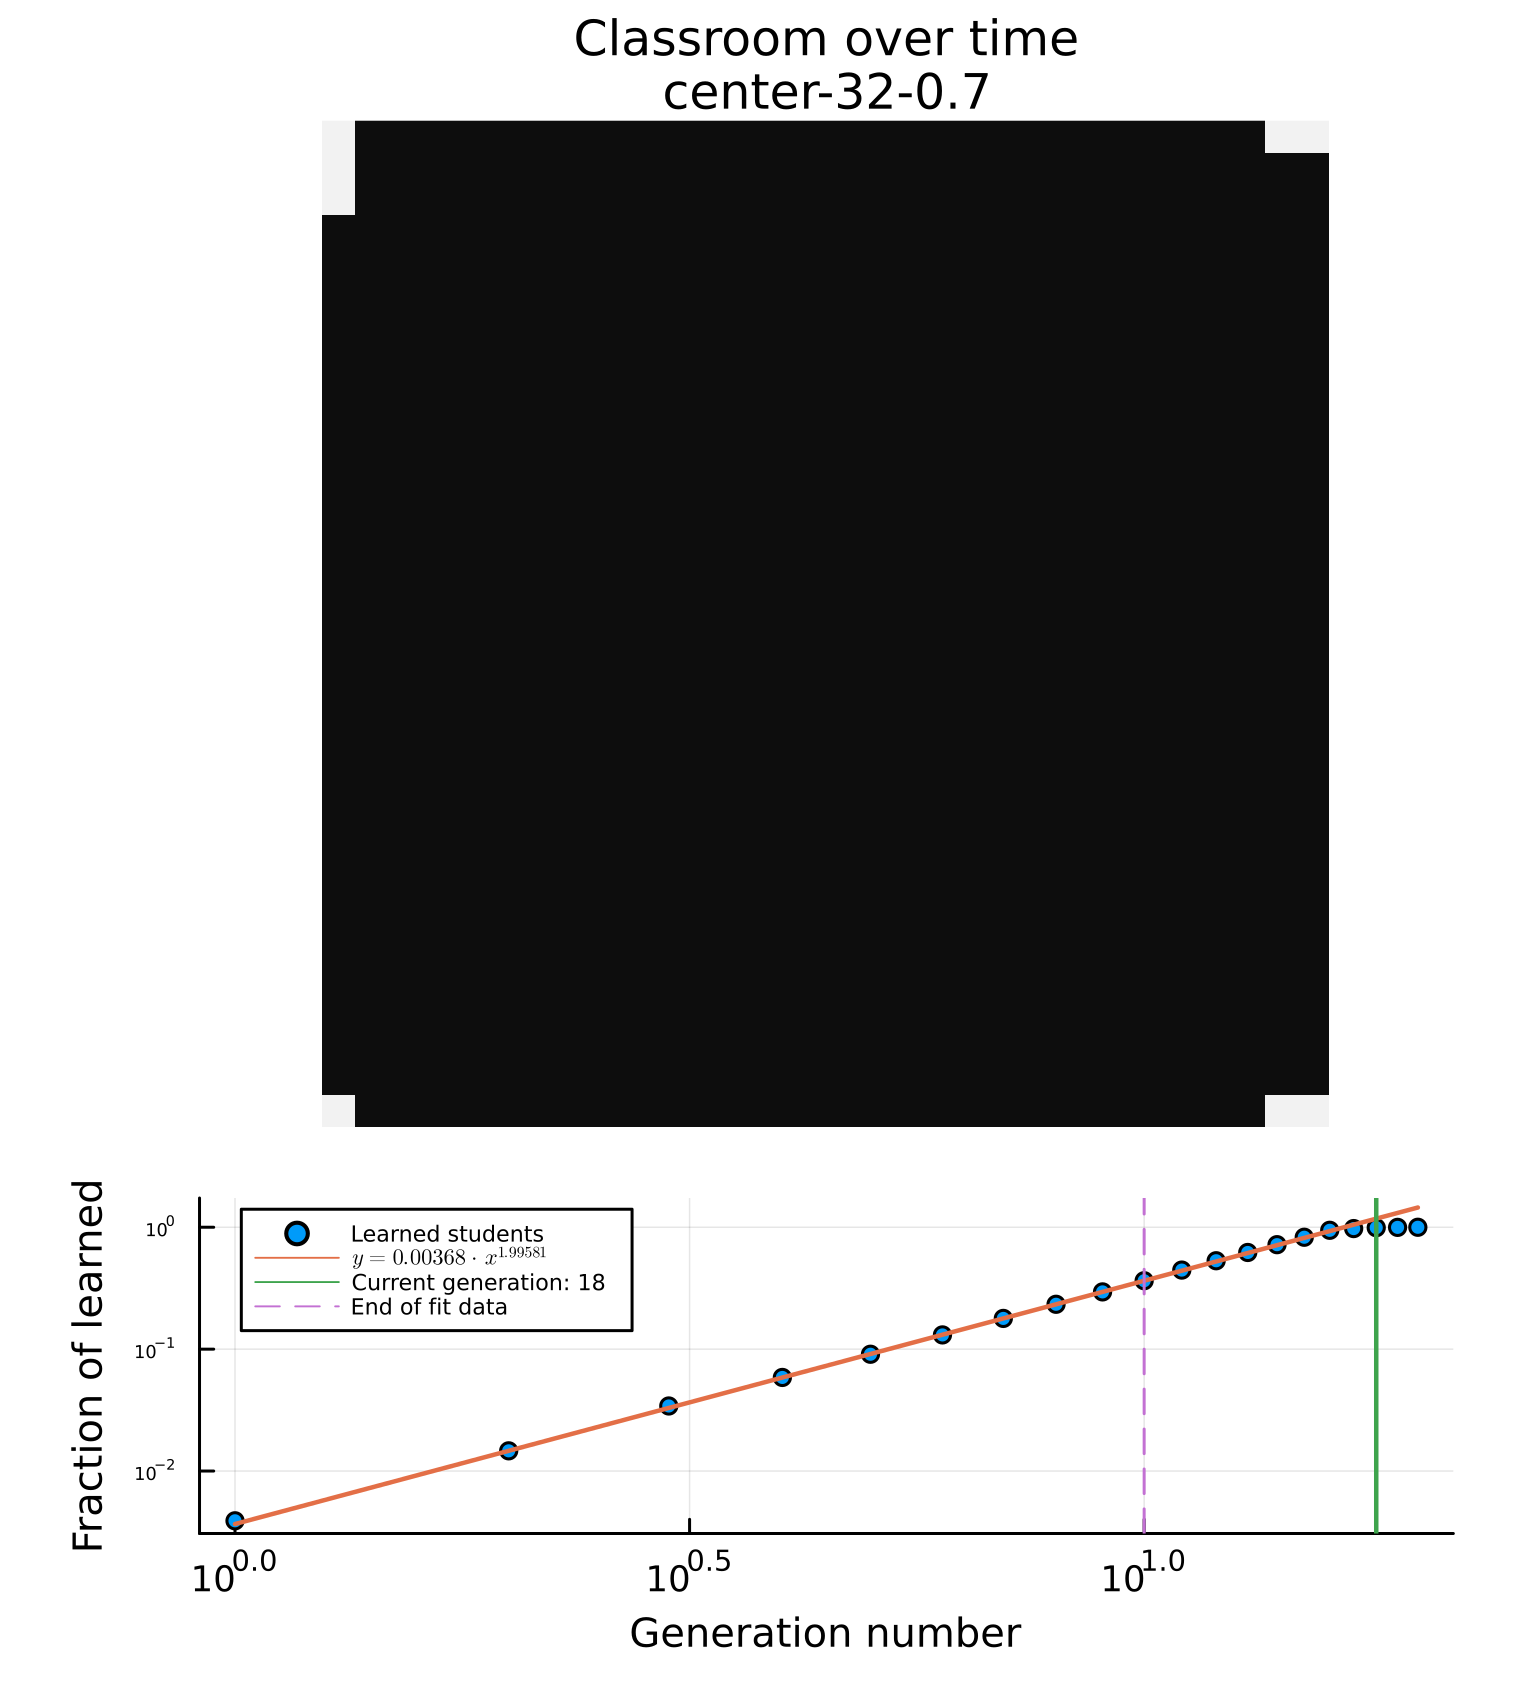 Classroom over time
center-32-0.7
Fraction of learned
10⁰
10⁻¹
10⁻²
Learned students
y = 0.00368 · x^1.99581
Current generation: 18
End of fit data
10^0.0 10^0.5 10^1.0
Generation number